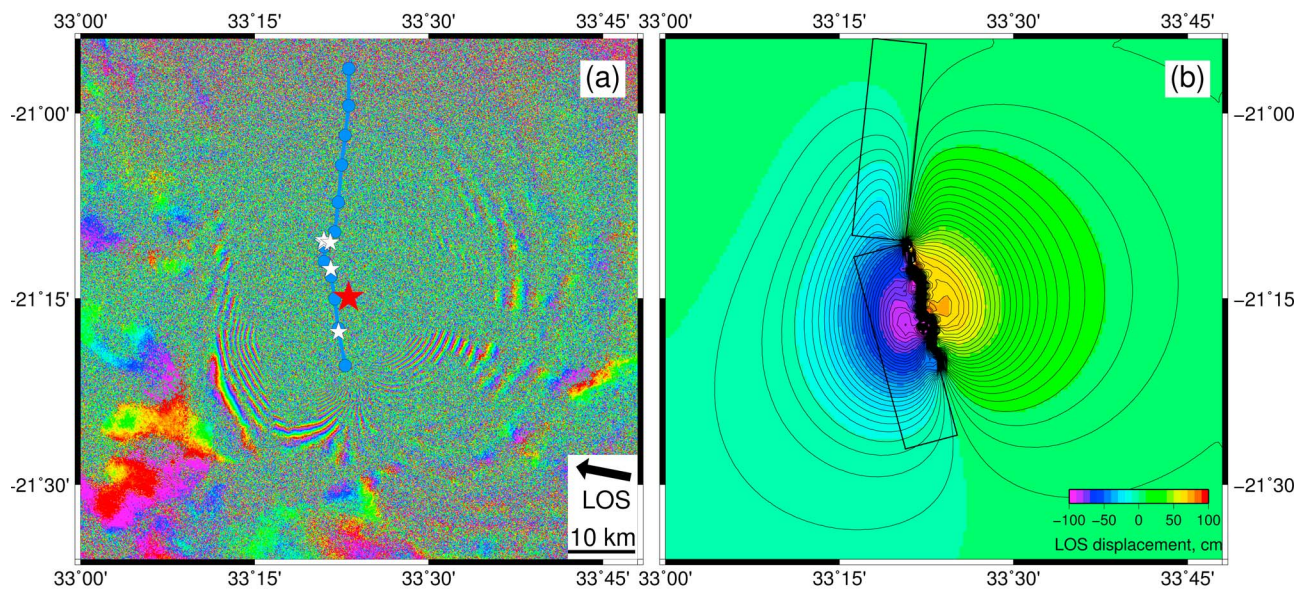 33°00' 33°15' 33°30' 33°45' 33°00' 33°15' 33°30' 33°45'
(a) (b)
-21°00' -21°00'
-21°15' -21°15'
-21°30' -21°30'
LOS
10 km
-100 -50 0 50 100
LOS displacement, cm
33°00' 33°15' 33°30' 33°45' 33°00' 33°15' 33°30' 33°45'